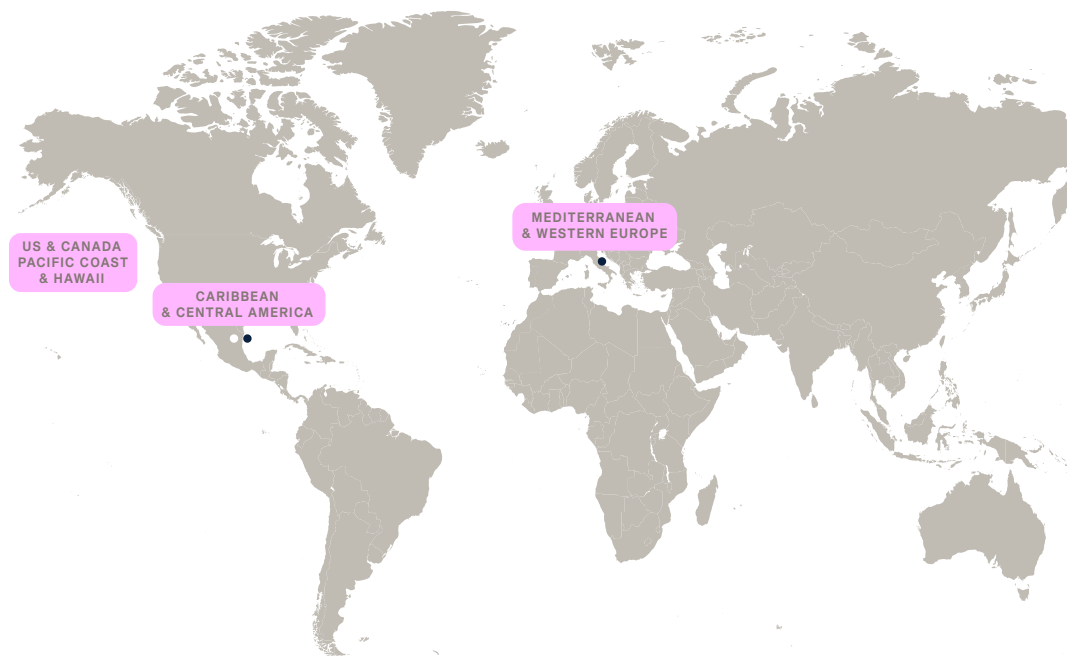 MEDITERRANEAN
& WESTERN EUROPE
US & CANADA
PACIFIC COAST
& HAWAII
CARIBBEAN
& CENTRAL AMERICA